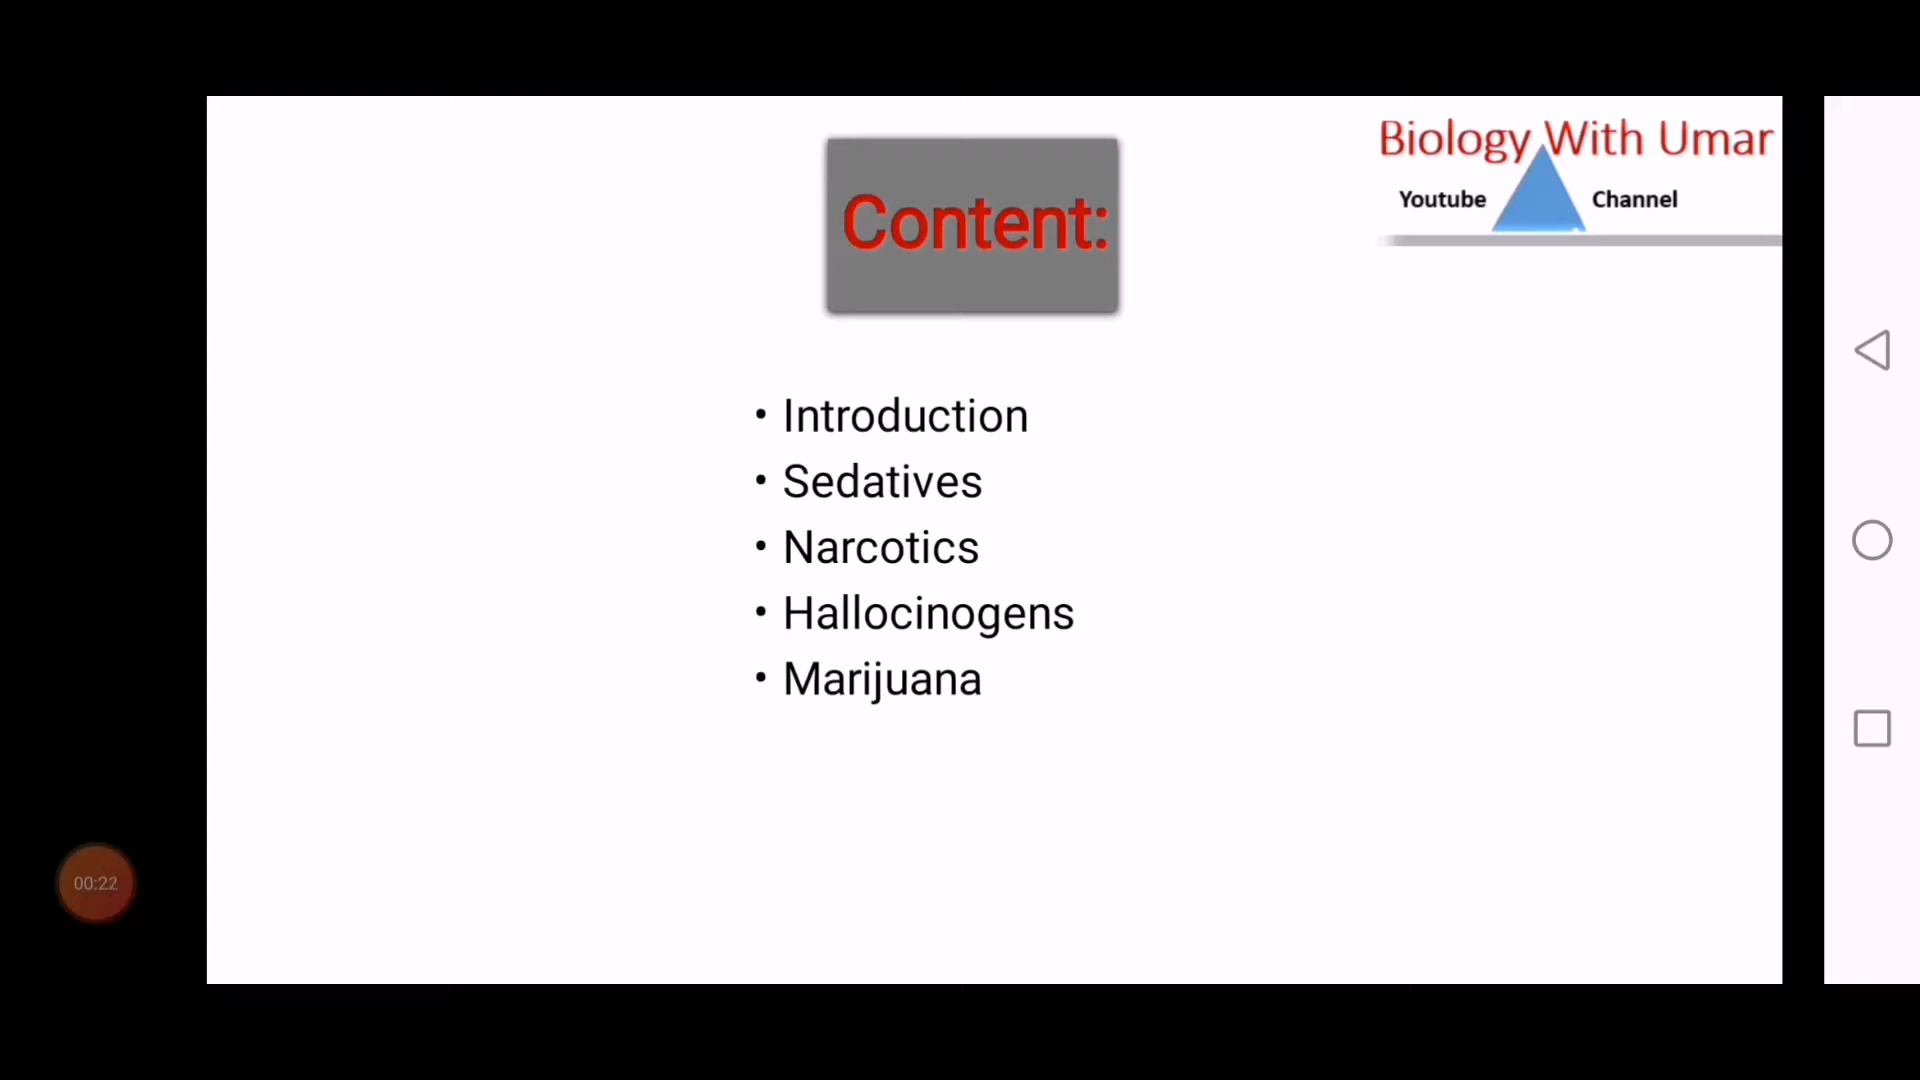 Biology With Umar
Youtube Channel
Content:
• Introduction
• Sedatives
• Narcotics
• Hallocinogens
• Marijuana
00:22